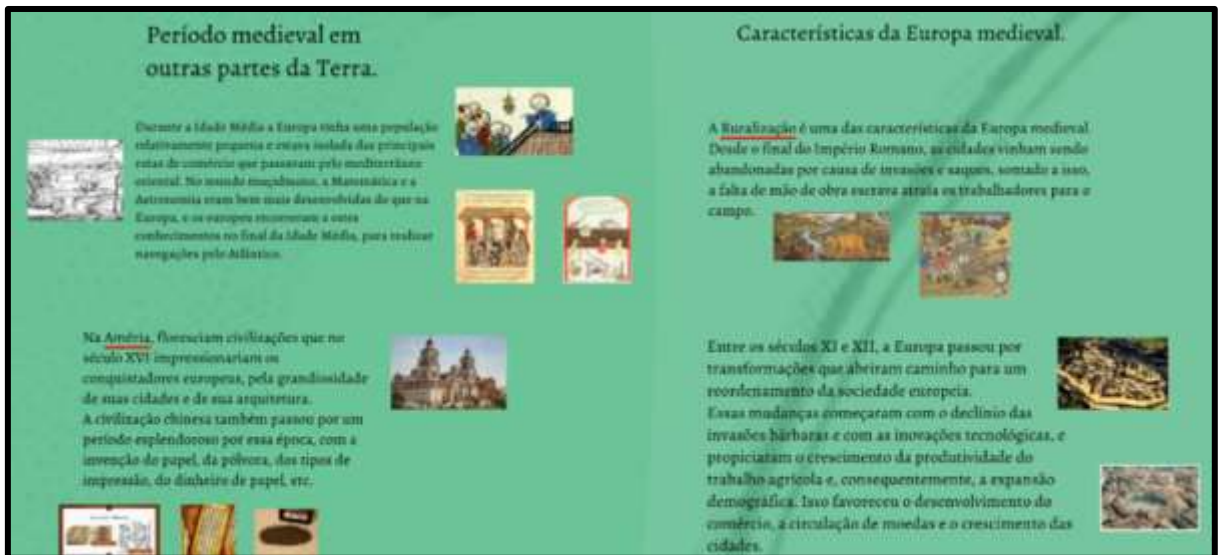 Período medieval em
outras partes da Terra.
Durante a Idade Média a Europa tinha uma população
relativamente pequena e estava isolada das principais
rotas de comércio que passavam pelo mediterrâneo
oriental. No mundo muçulmano, a Matemática e a
Astronomia eram bem mais desenvolvidas do que na
Europa, e os europeu recorreram a estes
conhecimentos no final da Idade Média, para realizar
navegações pelo Atlântico.
Na Améria, floresciam civilizações que no
século XVI impressionariam os
conquistadores europeus, pela grandiosidade
de suas cidades e de sua arquitetura.
A civilização chinesa também passou por um
período esplendoroso por essa época, com a
invenção do papel, da pólvora, dos tipos de
impressão, do dinheiro de papel, etc.
Características da Europa medieval.
A Ruralização é uma das características da Europa medieval
Desde o final do Império Romano, as cidades vinham sendo
abandonadas por causa de invasões e saques, somado a isso,
a falta de mão de obra escrava atraia os trabalhadores para o
campo.
Entre os séculos XI e XII, a Europa passou por
transformações que abriram caminho para um
reordenamento da sociedade europeia.
Essas mudanças começaram com o declínio das
invasões bárbaras e com as inovações tecnológicas, e
propiciaram o crescimento da produtividade do
trabalho agrícola e, consequentemente, a expansão
demográfica. Isso favoreceu o desenvolvimento do
comércio, a circulação de moedas e o crescimento das
cidades.